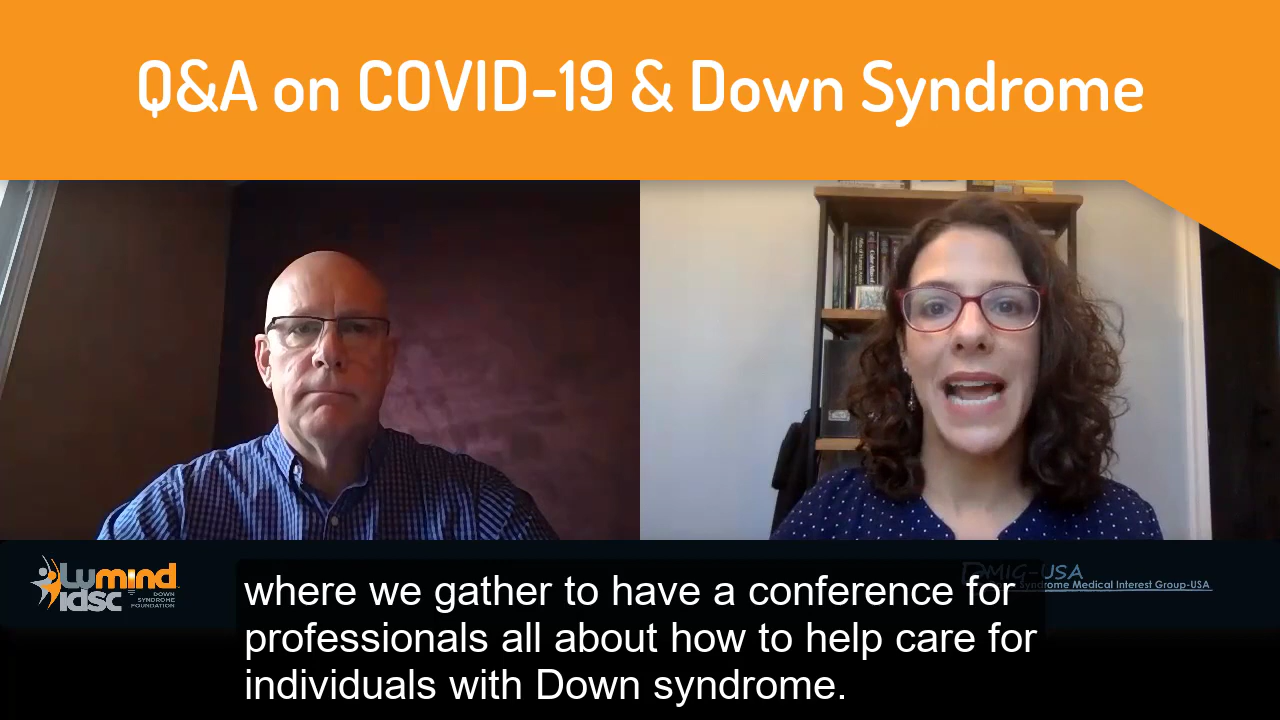 Q&A on COVID-19 & Down Syndrome
LuMind
IDSC
DOWN
SYNDROME
FOUNDATION
DSMIG-USA
Syndrome Medical Interest Group-USA
where we gather to have a conference for
professionals all about how to help care for
individuals with Down syndrome.